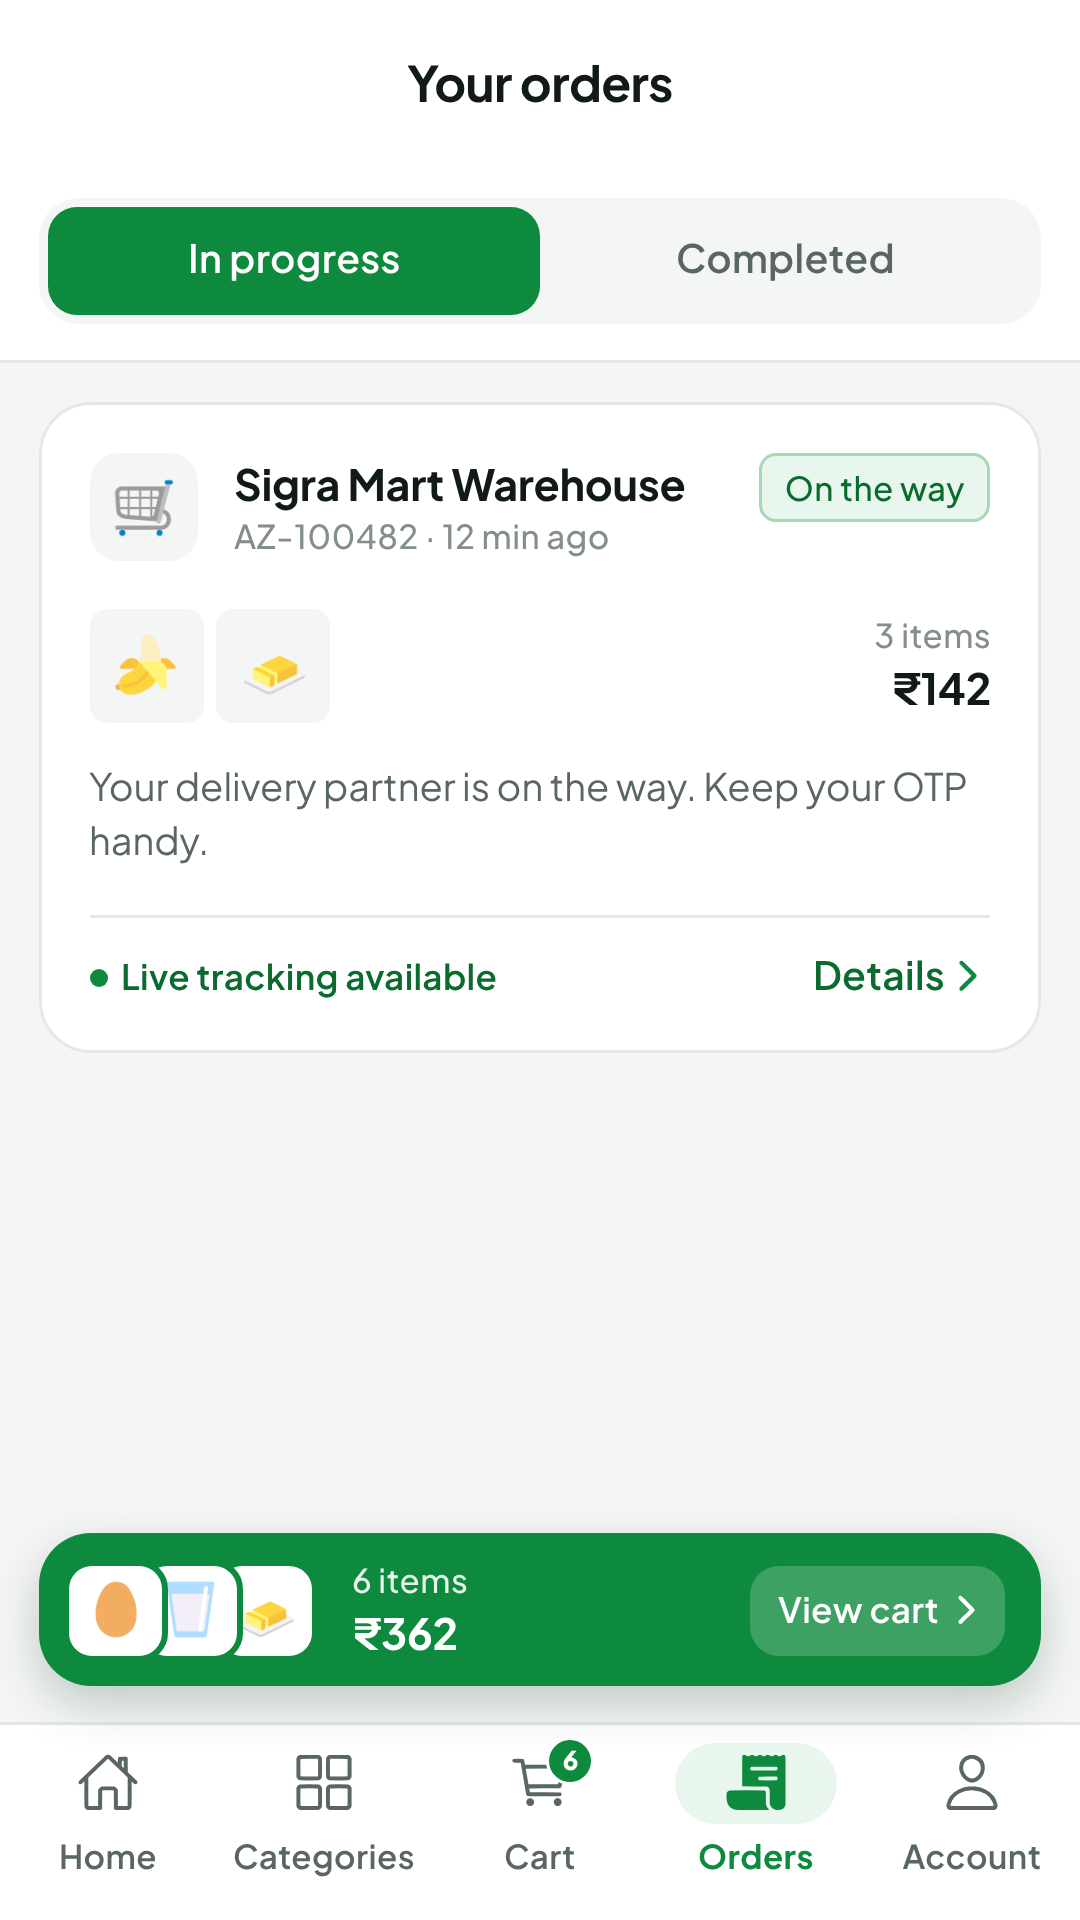 Your orders
In progress
Completed
Sigra Mart Warehouse
On the way
AZ-100482 · 12 min ago
3 items
₹142
Your delivery partner is on the way. Keep your OTP
handy.
Live tracking available
Details
6 items
₹362
View cart
6
Home
Categories
Cart
Orders
Account